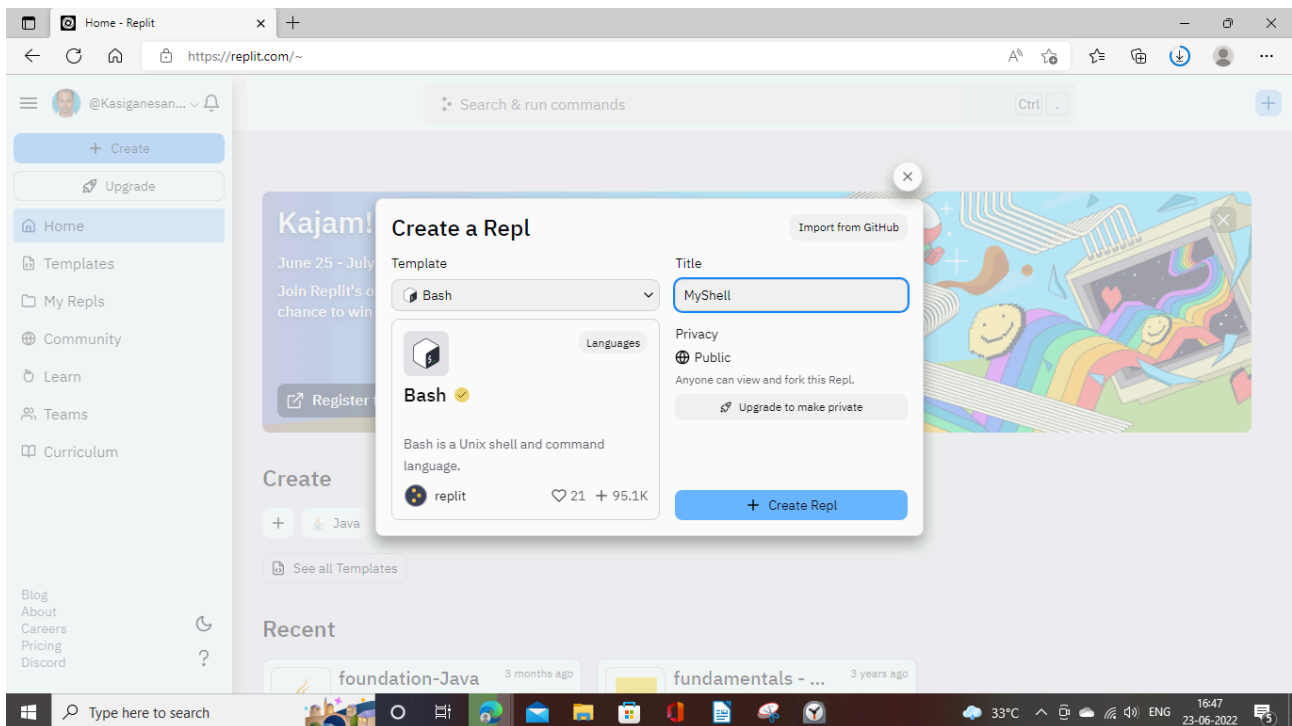 Home - Replit
https://replit.com/~
@Kasiganesan...
Search & run commands
Ctrl .
+ Create
Upgrade
Home
Templates
My Repls
Community
Learn
Teams
Curriculum
Blog
About
Careers
Pricing
Discord
?
Kajam!
June 25 - July
Join Replit's o
chance to win
Register
Create a Repl
Import from GitHub
Template
Bash
Languages
Bash
Bash is a Unix shell and command
language.
replit
21 + 95.1K
Title
MyShell
Privacy
Public
Anyone can view and fork this Repl.
Upgrade to make private
+ Create Repl
Create
+ Java
See all Templates
Recent
foundation-Java 3 months ago
fundamentals - ... 3 years ago
Type here to search
33°C
ENG
16:47
23-06-2022
5